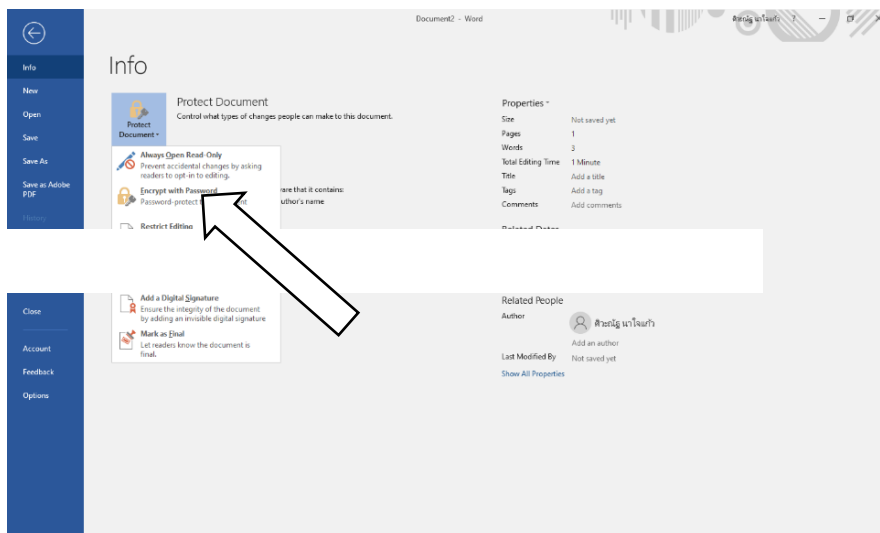 Document2 - Word
ศิวะณัฐ นาใจแก้ว
?
Info
Info
New
Open
Save
Save As
Save as Adobe
PDF
History
Close
Account
Feedback
Options
Protect
Document
Protect Document
Control what types of changes people can make to this document.
Always Open Read-Only
Prevent accidental changes by asking
readers to opt-in to editing.
Encrypt with Password
Password-protect
Restrict Editing
Add a Digital Signature
Ensure the integrity of the document
by adding an invisible digital signature
Mark as Final
Let readers know the document is
final.
that it contains:
name
Properties
Size Not saved yet
Pages 1
Words 3
Total Editing Time 1 Minute
Title Add a title
Tags Add a tag
Comments Add comments
Related Dates
Related People
Author
ศิวะณัฐ นาใจแก้ว
Add an author
Last Modified By Not saved yet
Show All Properties